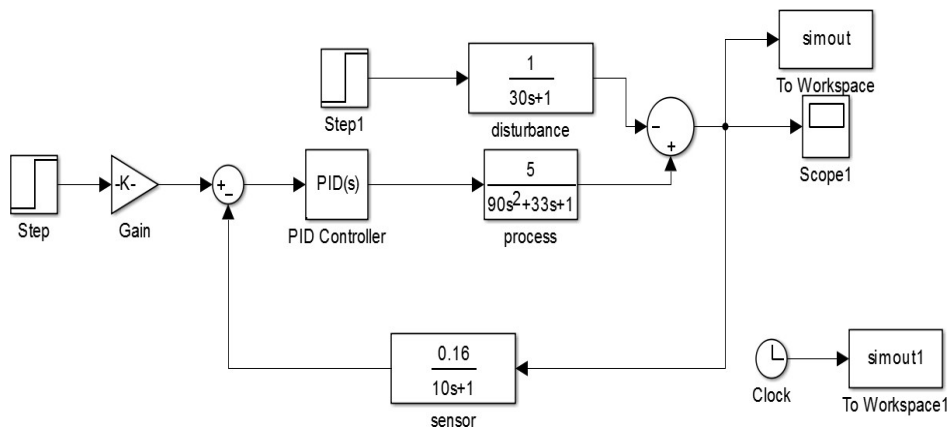 simout
To Workspace
1
30s+1
Step1
disturbance
−
+
Scope1
-K-
+
−
PID(s)
5
90s²+33s+1
Step
Gain
PID Controller
process
0.16
10s+1
sensor
simout1
Clock
To Workspace1